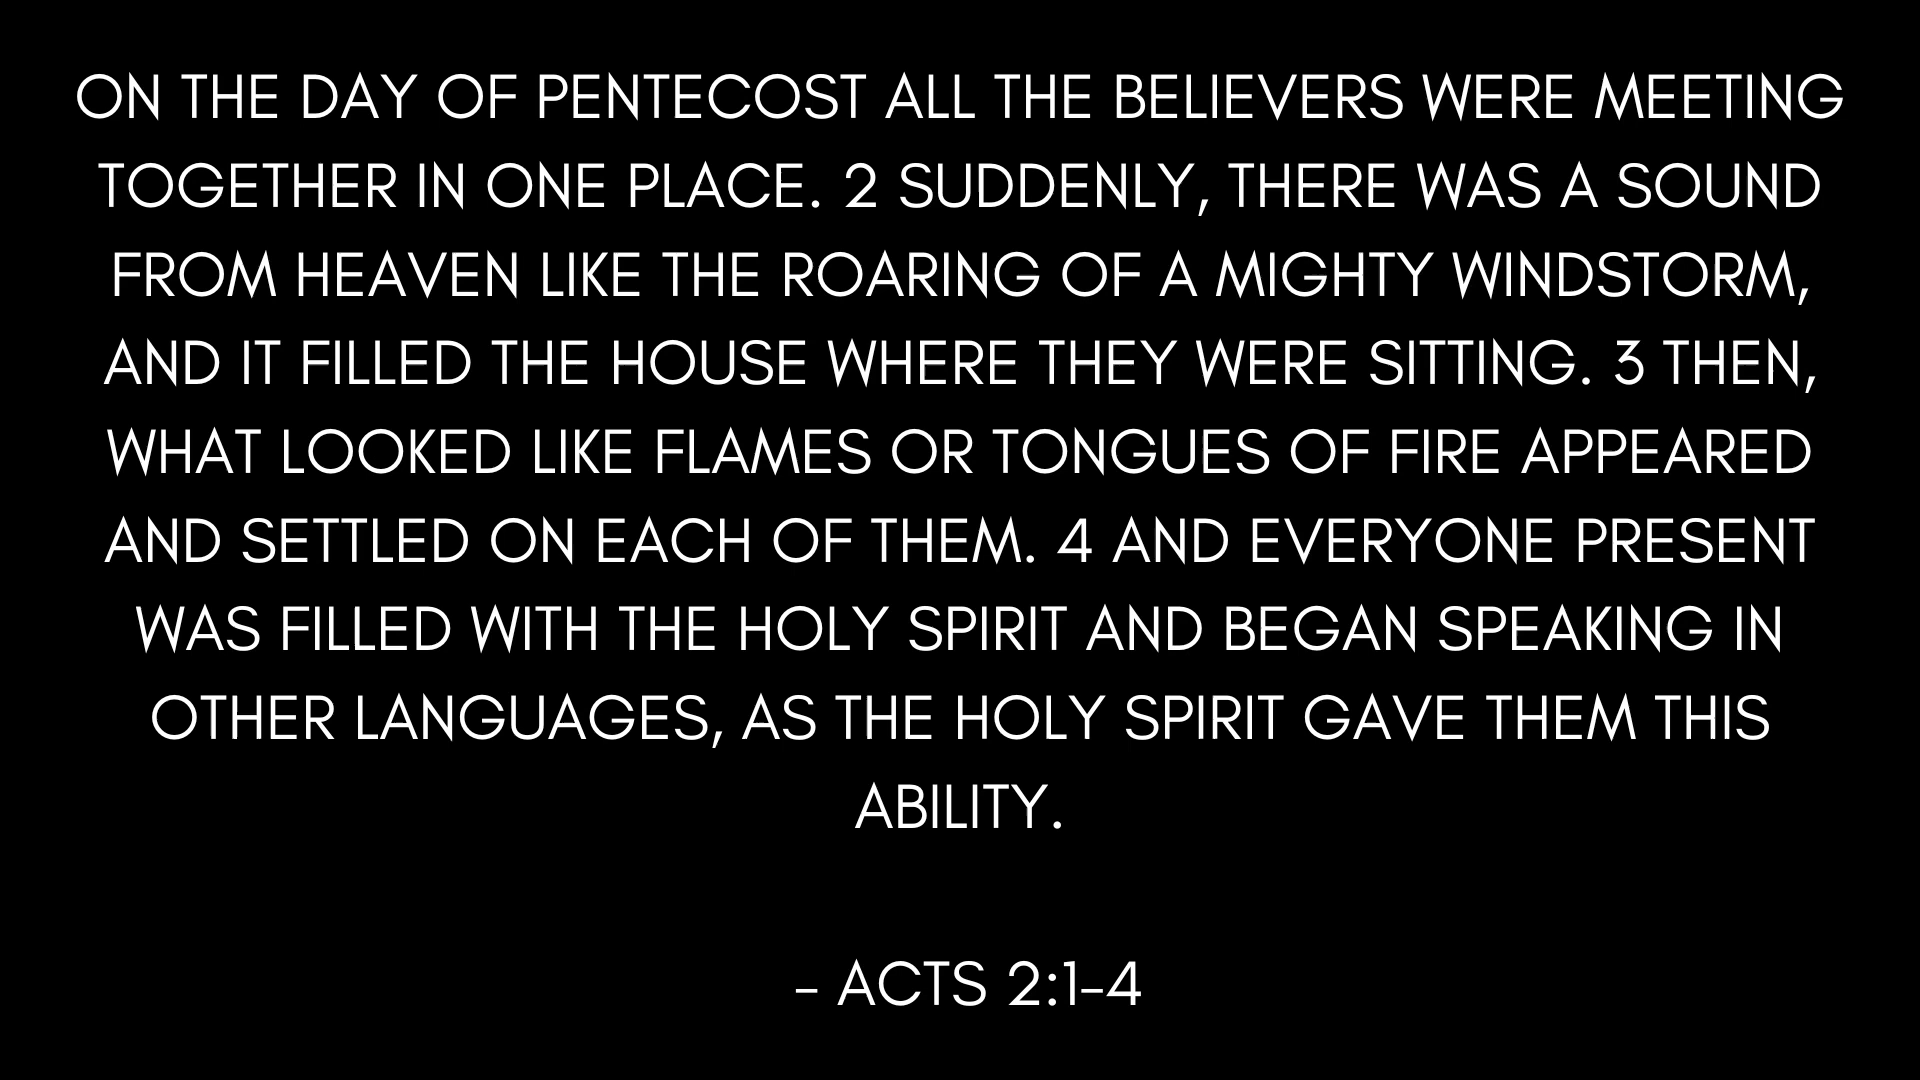 ON THE DAY OF PENTECOST ALL THE BELIEVERS WERE MEETING
TOGETHER IN ONE PLACE. 2 SUDDENLY, THERE WAS A SOUND
FROM HEAVEN LIKE THE ROARING OF A MIGHTY WINDSTORM,
AND IT FILLED THE HOUSE WHERE THEY WERE SITTING. 3 THEN,
WHAT LOOKED LIKE FLAMES OR TONGUES OF FIRE APPEARED
AND SETTLED ON EACH OF THEM. 4 AND EVERYONE PRESENT
WAS FILLED WITH THE HOLY SPIRIT AND BEGAN SPEAKING IN
OTHER LANGUAGES, AS THE HOLY SPIRIT GAVE THEM THIS
ABILITY.
- ACTS 2:1-4